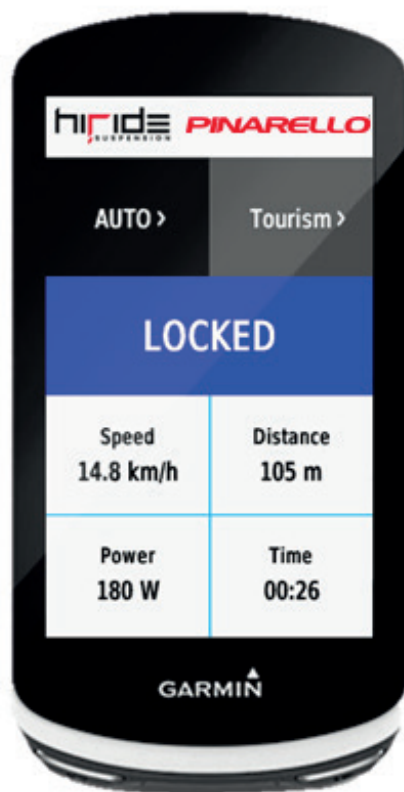 hiride PINARELLO
SUSPENSION
AUTO > Tourism >
LOCKED
Speed Distance
14.8 km/h 105 m
Power Time
180 W 00:26
GARMIN